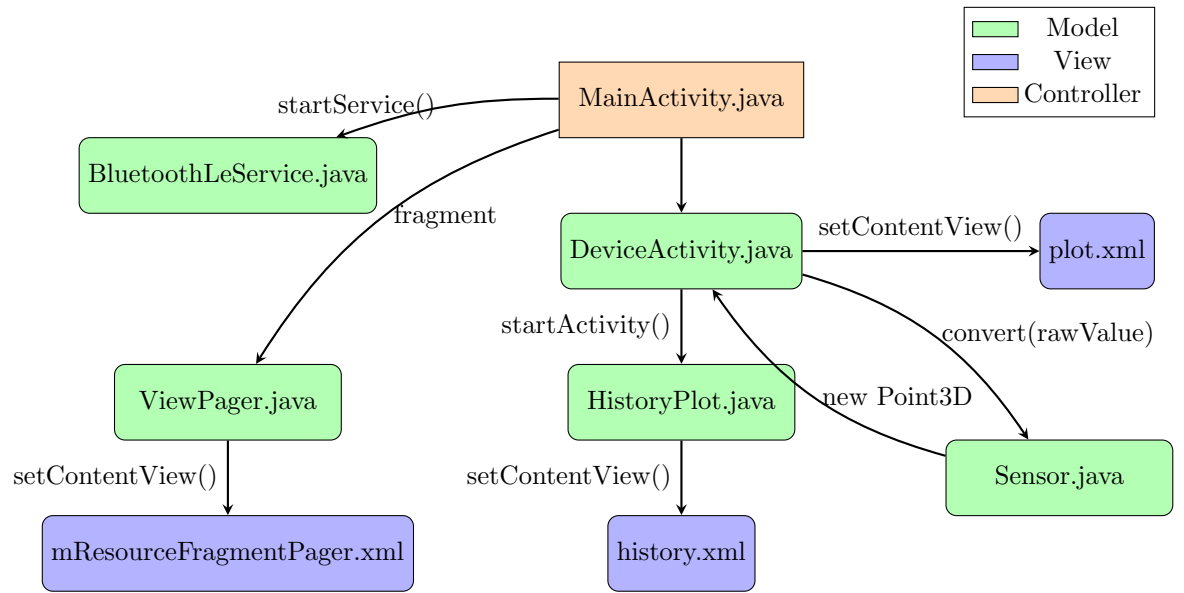 Model
View
Controller
MainActivity.java
startService()
BluetoothLeService.java
fragment
DeviceActivity.java
setContentView()
plot.xml
startActivity()
convert(rawValue)
ViewPager.java
HistoryPlot.java
new Point3D
setContentView()
setContentView()
Sensor.java
mResourceFragmentPager.xml
history.xml